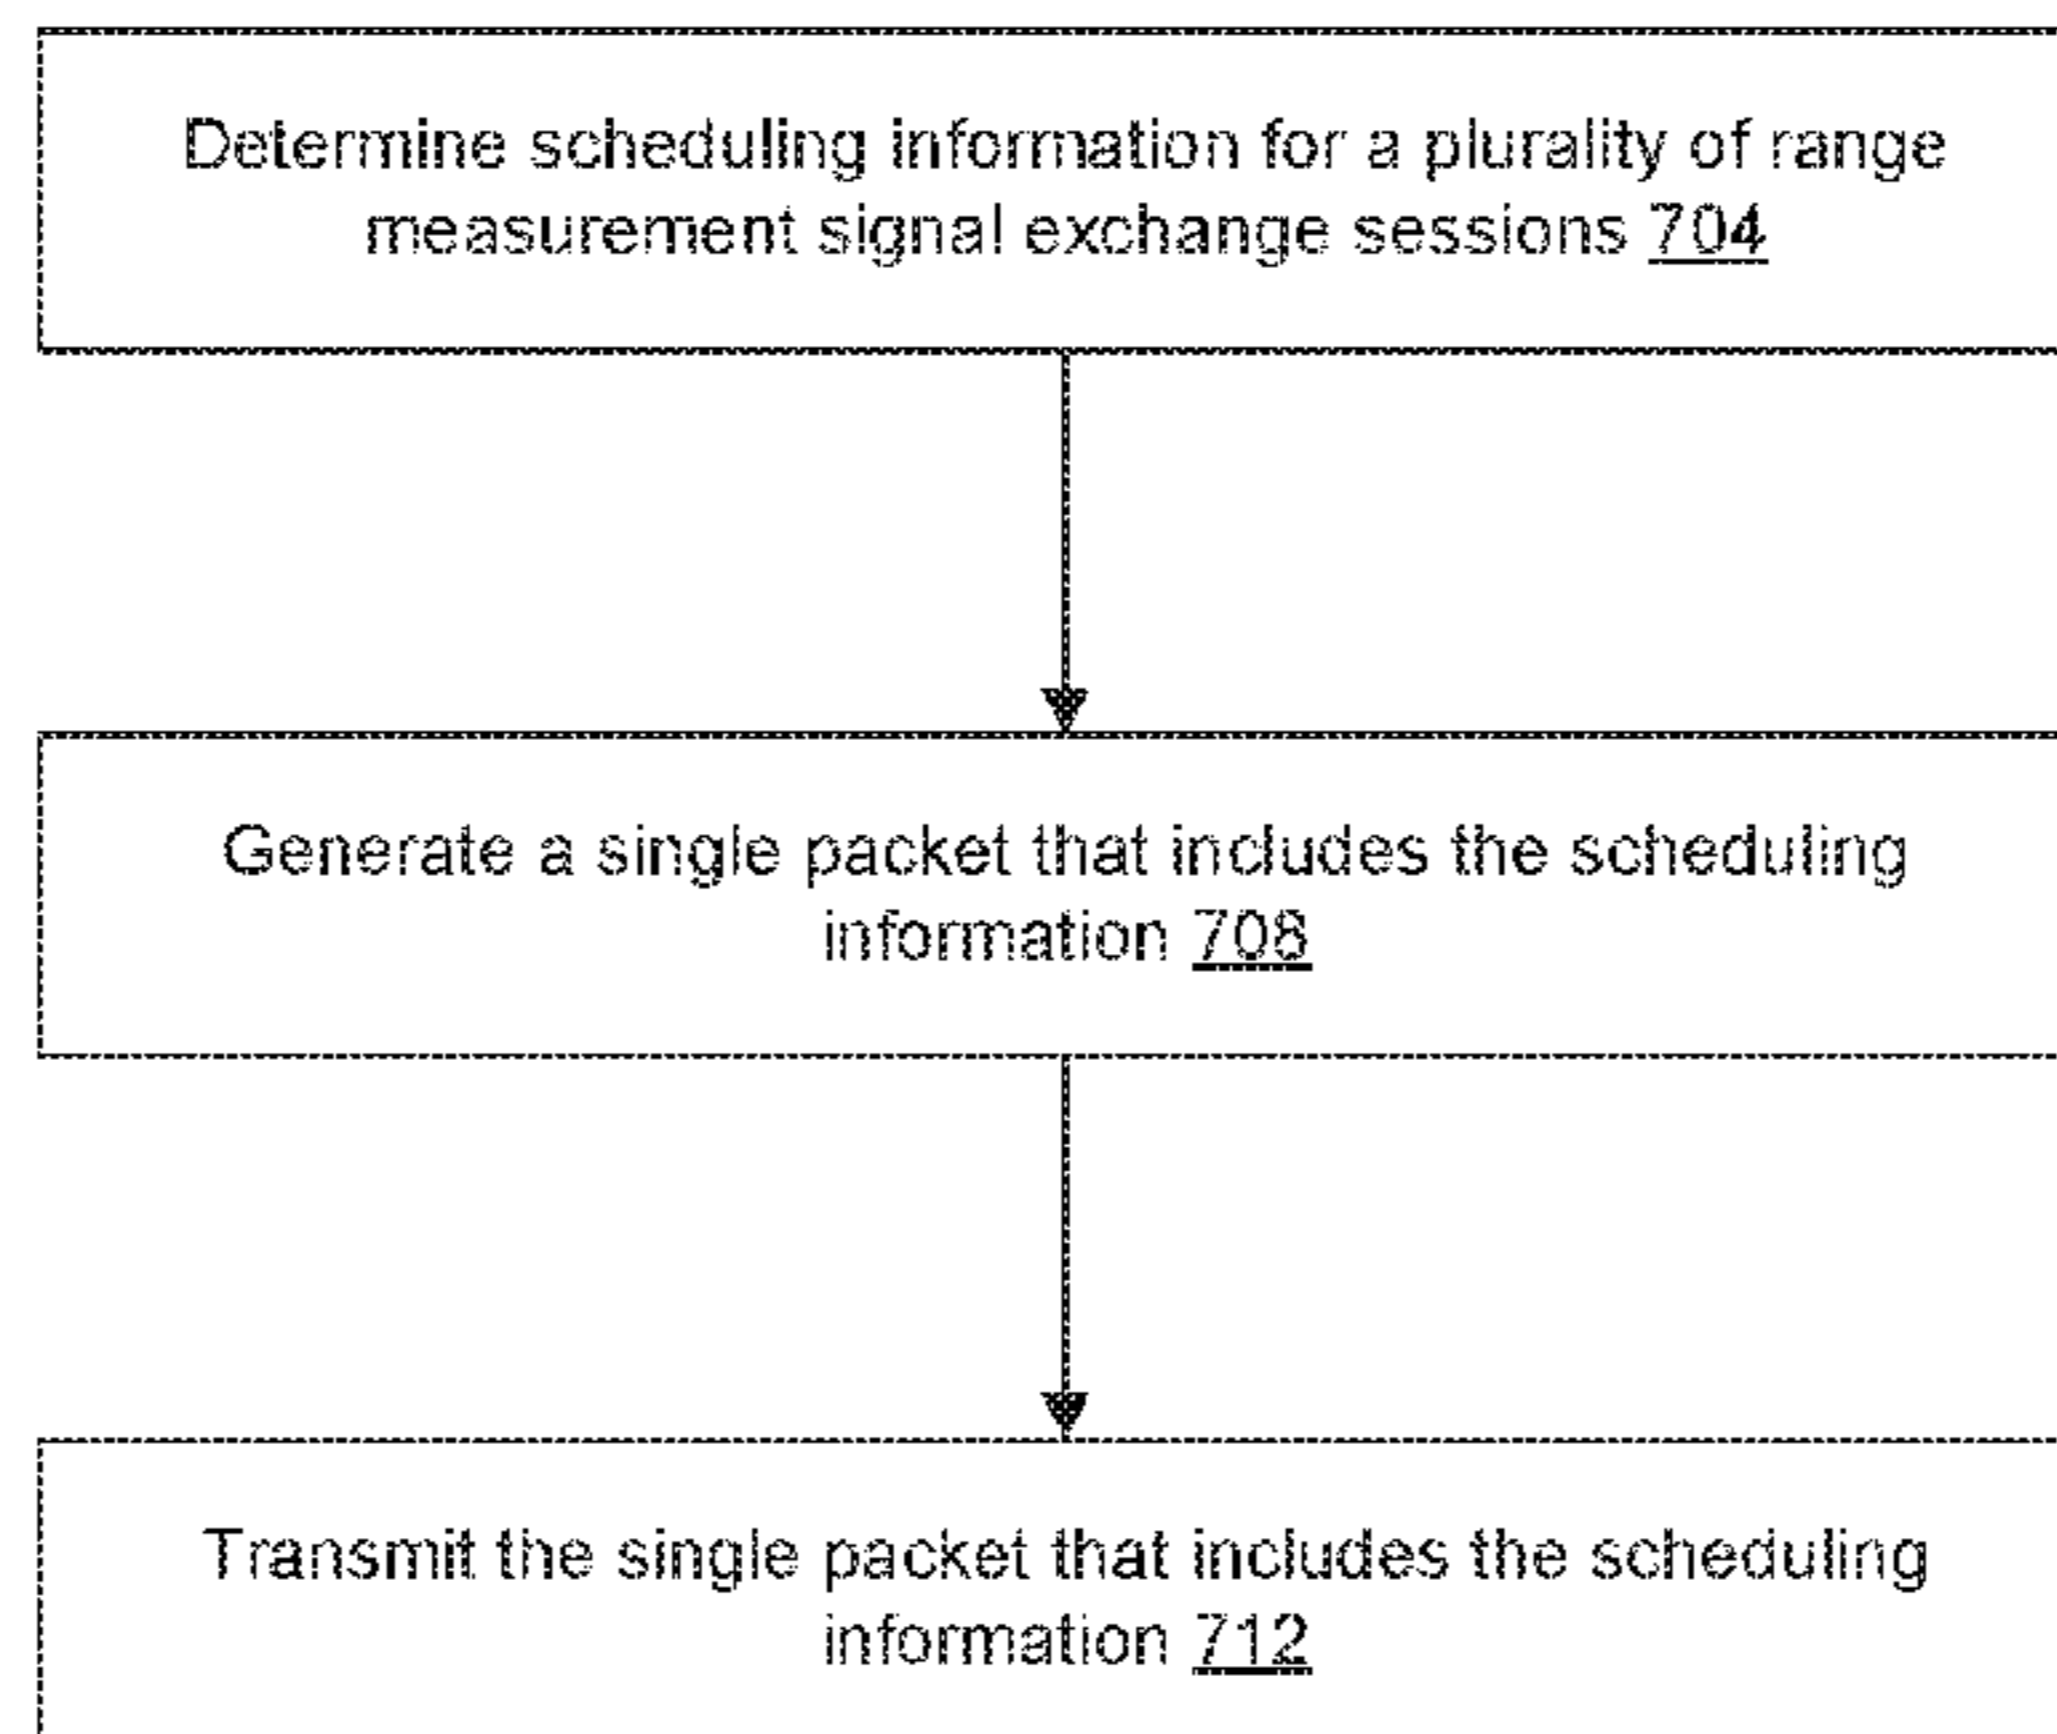 Determine scheduling information for a plurality of range
measurement signal exchange sessions 704
Generate a single packet that includes the scheduling
information 708
Transmit the single packet that includes the scheduling
information 712